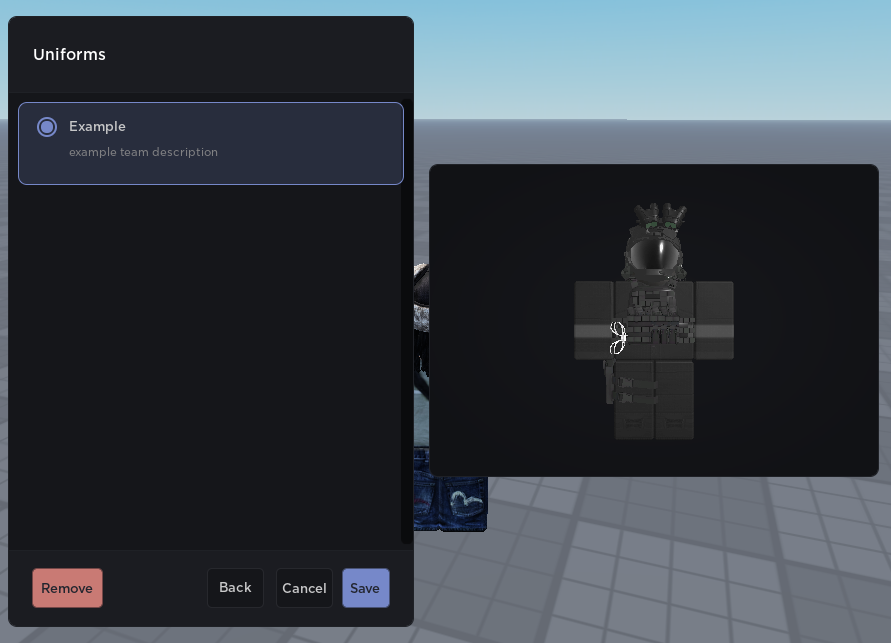 Uniforms
Example
example team description
Remove
Back
Cancel
Save